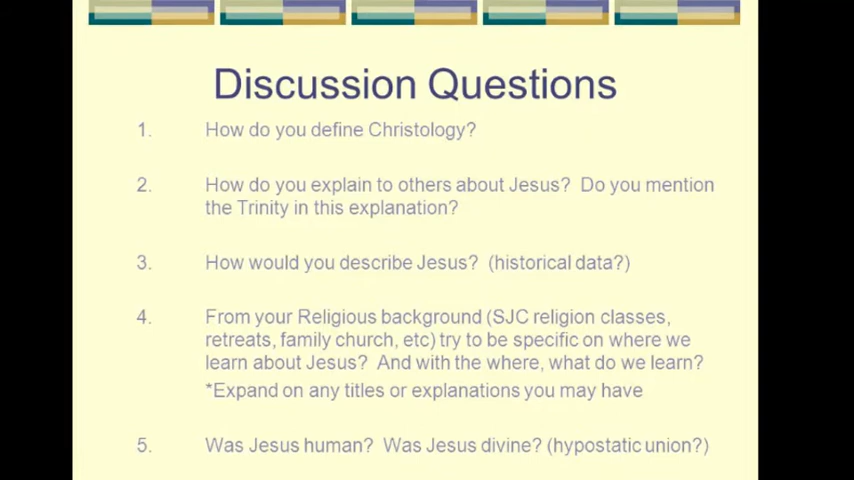 Discussion Questions
1. How do you define Christology?
2. How do you explain to others about Jesus? Do you mention
the Trinity in this explanation?
3. How would you describe Jesus? (historical data?)
4. From your Religious background (SJC religion classes,
retreats, family church, etc) try to be specific on where we
learn about Jesus? And with the where, what do we learn?
*Expand on any titles or explanations you may have
5. Was Jesus human? Was Jesus divine? (hypostatic union?)